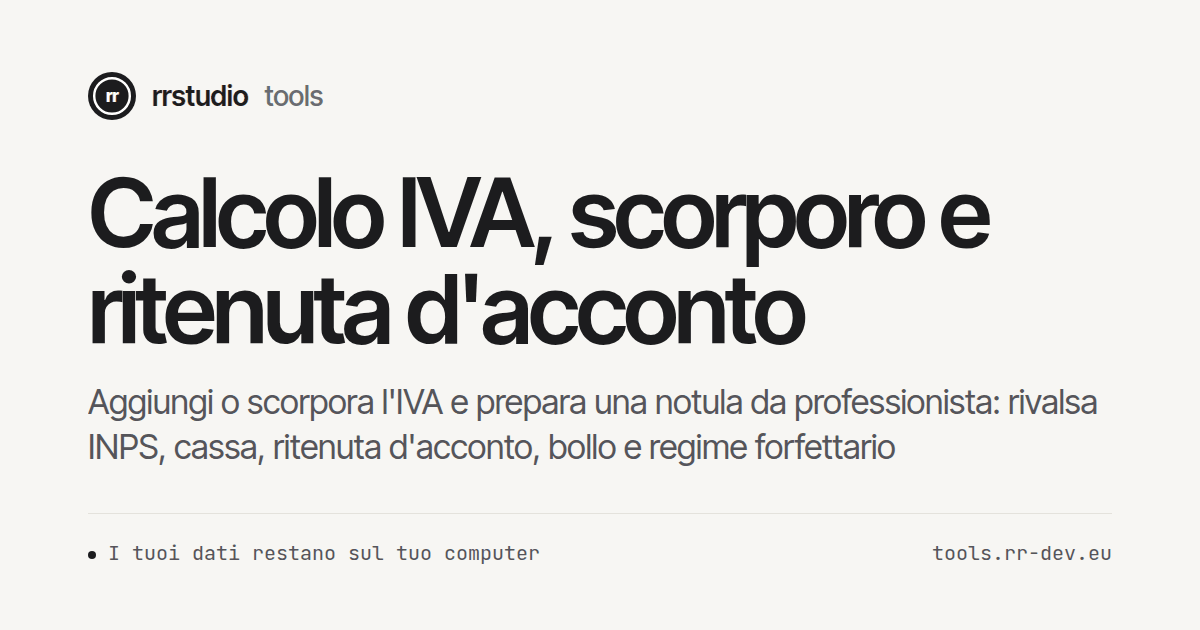 rr rrstudio tools
Calcolo IVA, scorporo e
ritenuta d'acconto
Aggiungi o scorpora l'IVA e prepara una notula da professionista: rivalsa
INPS, cassa, ritenuta d'acconto, bollo e regime forfettario
I tuoi dati restano sul tuo computer
tools.rr-dev.eu